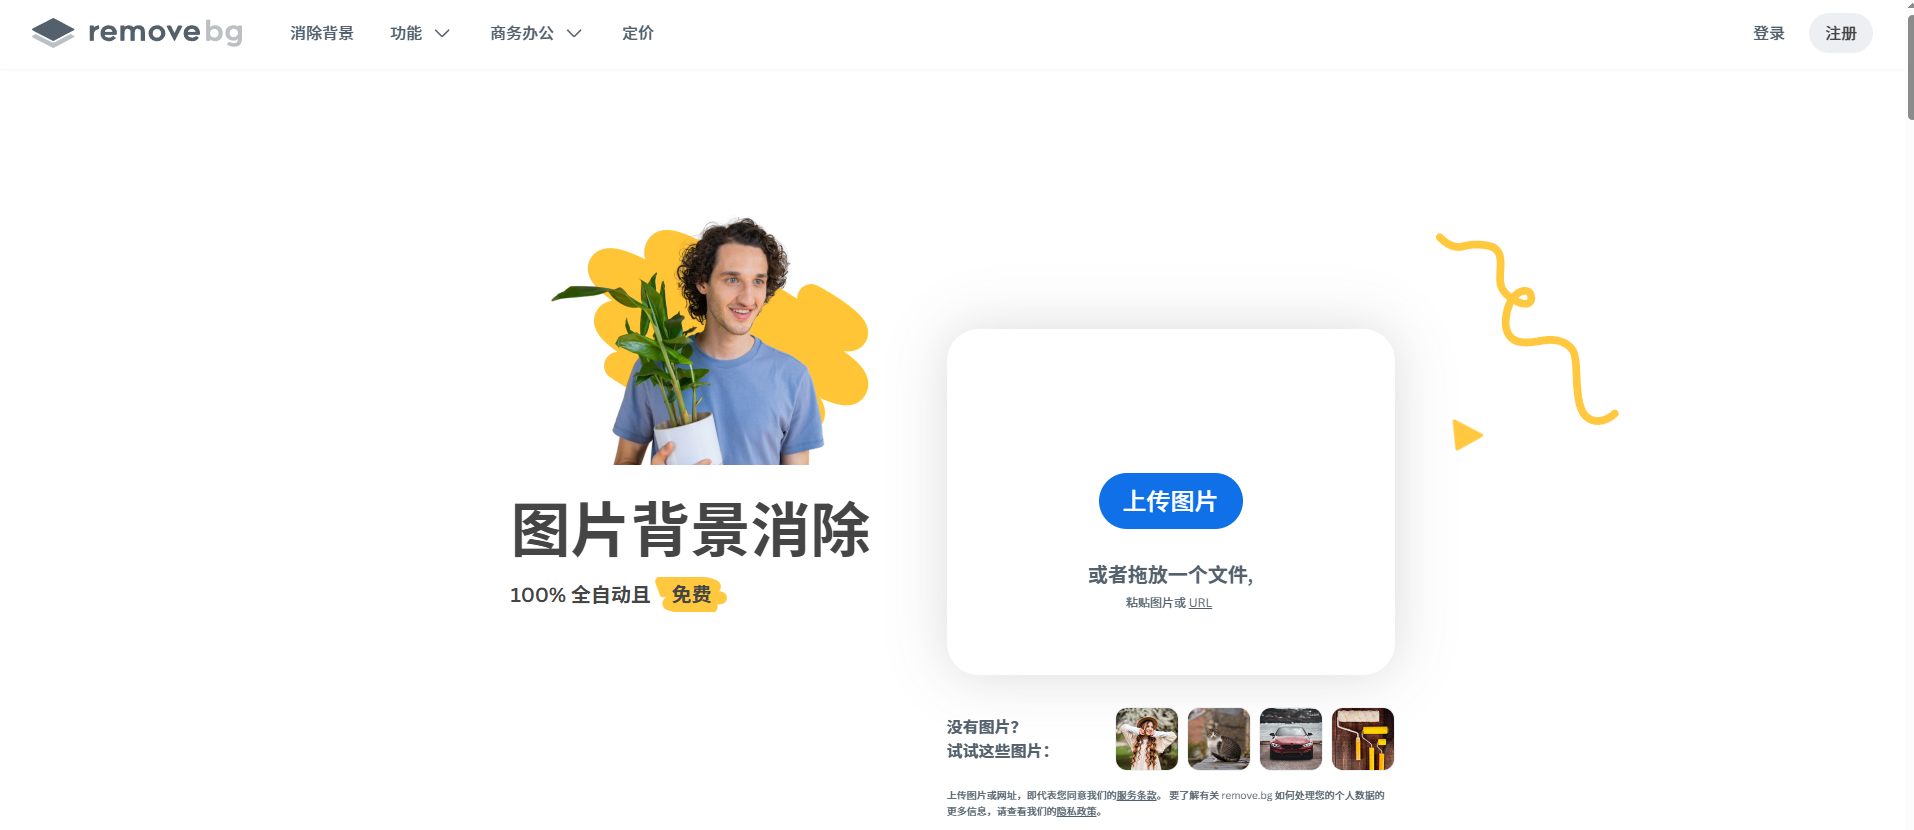 removebg
消除背景
功能
商务办公
定价
登录
注册
图片背景消除
100% 全自动且 免费
上传图片
或者拖放一个文件,
粘贴图片或 URL
没有图片？
试试这些图片：
上传图片或网址，即代表您同意我们的服务条款。 要了解有关 remove.bg 如何处理您的个人数据的
更多信息，请查看我们的隐私政策。